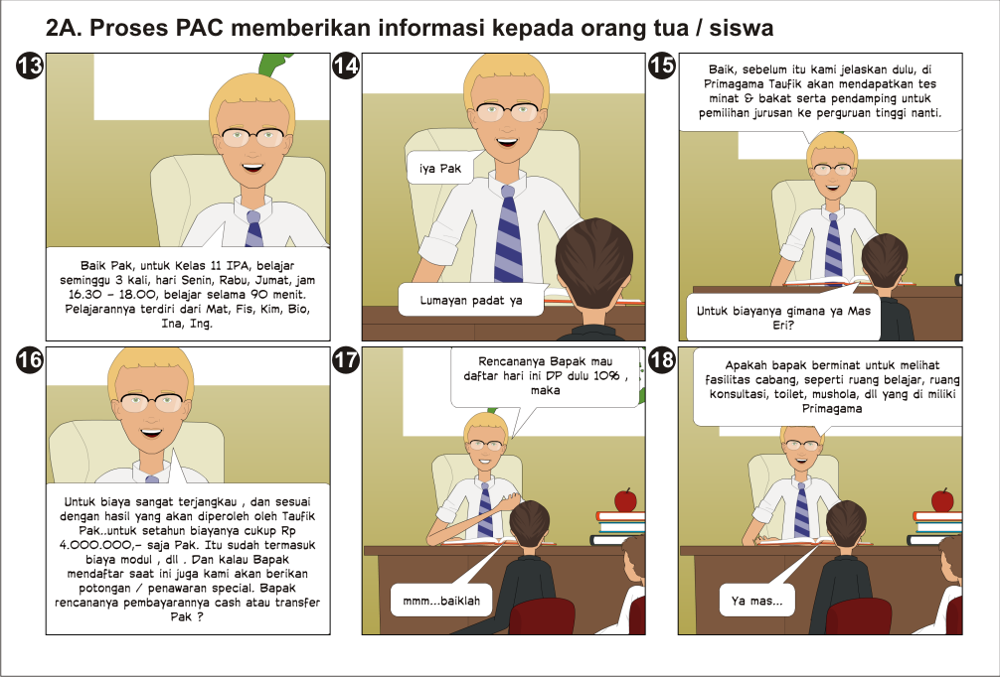 2A. Proses PAC memberikan informasi kepada orang tua / siswa
13
Baik Pak, untuk Kelas 11 IPA, belajar
seminggu 3 kali, hari Senin, Rabu, Jumat, jam
16.30 - 18.00, belajar selama 90 menit.
Pelajarannya terdiri dari Mat, Fis, Kim, Bio,
Ina, Ing.
14
iya Pak
Lumayan padat ya
15
Baik, sebelum itu kami jelaskan dulu, di
Primagama Taufik akan mendapatkan tes
minat & bakat serta pendamping untuk
pemilihan jurusan ke perguruan tinggi nanti.
Untuk biayanya gimana ya Mas
Eri?
16
Untuk biaya sangat terjangkau , dan sesuai
dengan hasil yang akan diperoleh oleh Taufik
Pak..untuk setahun biayanya cukup Rp
4.000.000,- saja Pak. Itu sudah termasuk
biaya modul , dll . Dan kalau Bapak
mendaftar saat ini juga kami akan berikan
potongan / penawaran special. Bapak
rencananya pembayarannya cash atau transfer
Pak ?
17
Rencananya Bapak mau
daftar hari ini DP dulu 10% ,
maka
mmm...baiklah
18
Apakah bapak berminat untuk melihat
fasilitas cabang, seperti ruang belajar, ruang
konsultasi, toilet, mushola, dll yang di miliki
Primagama
Ya mas...